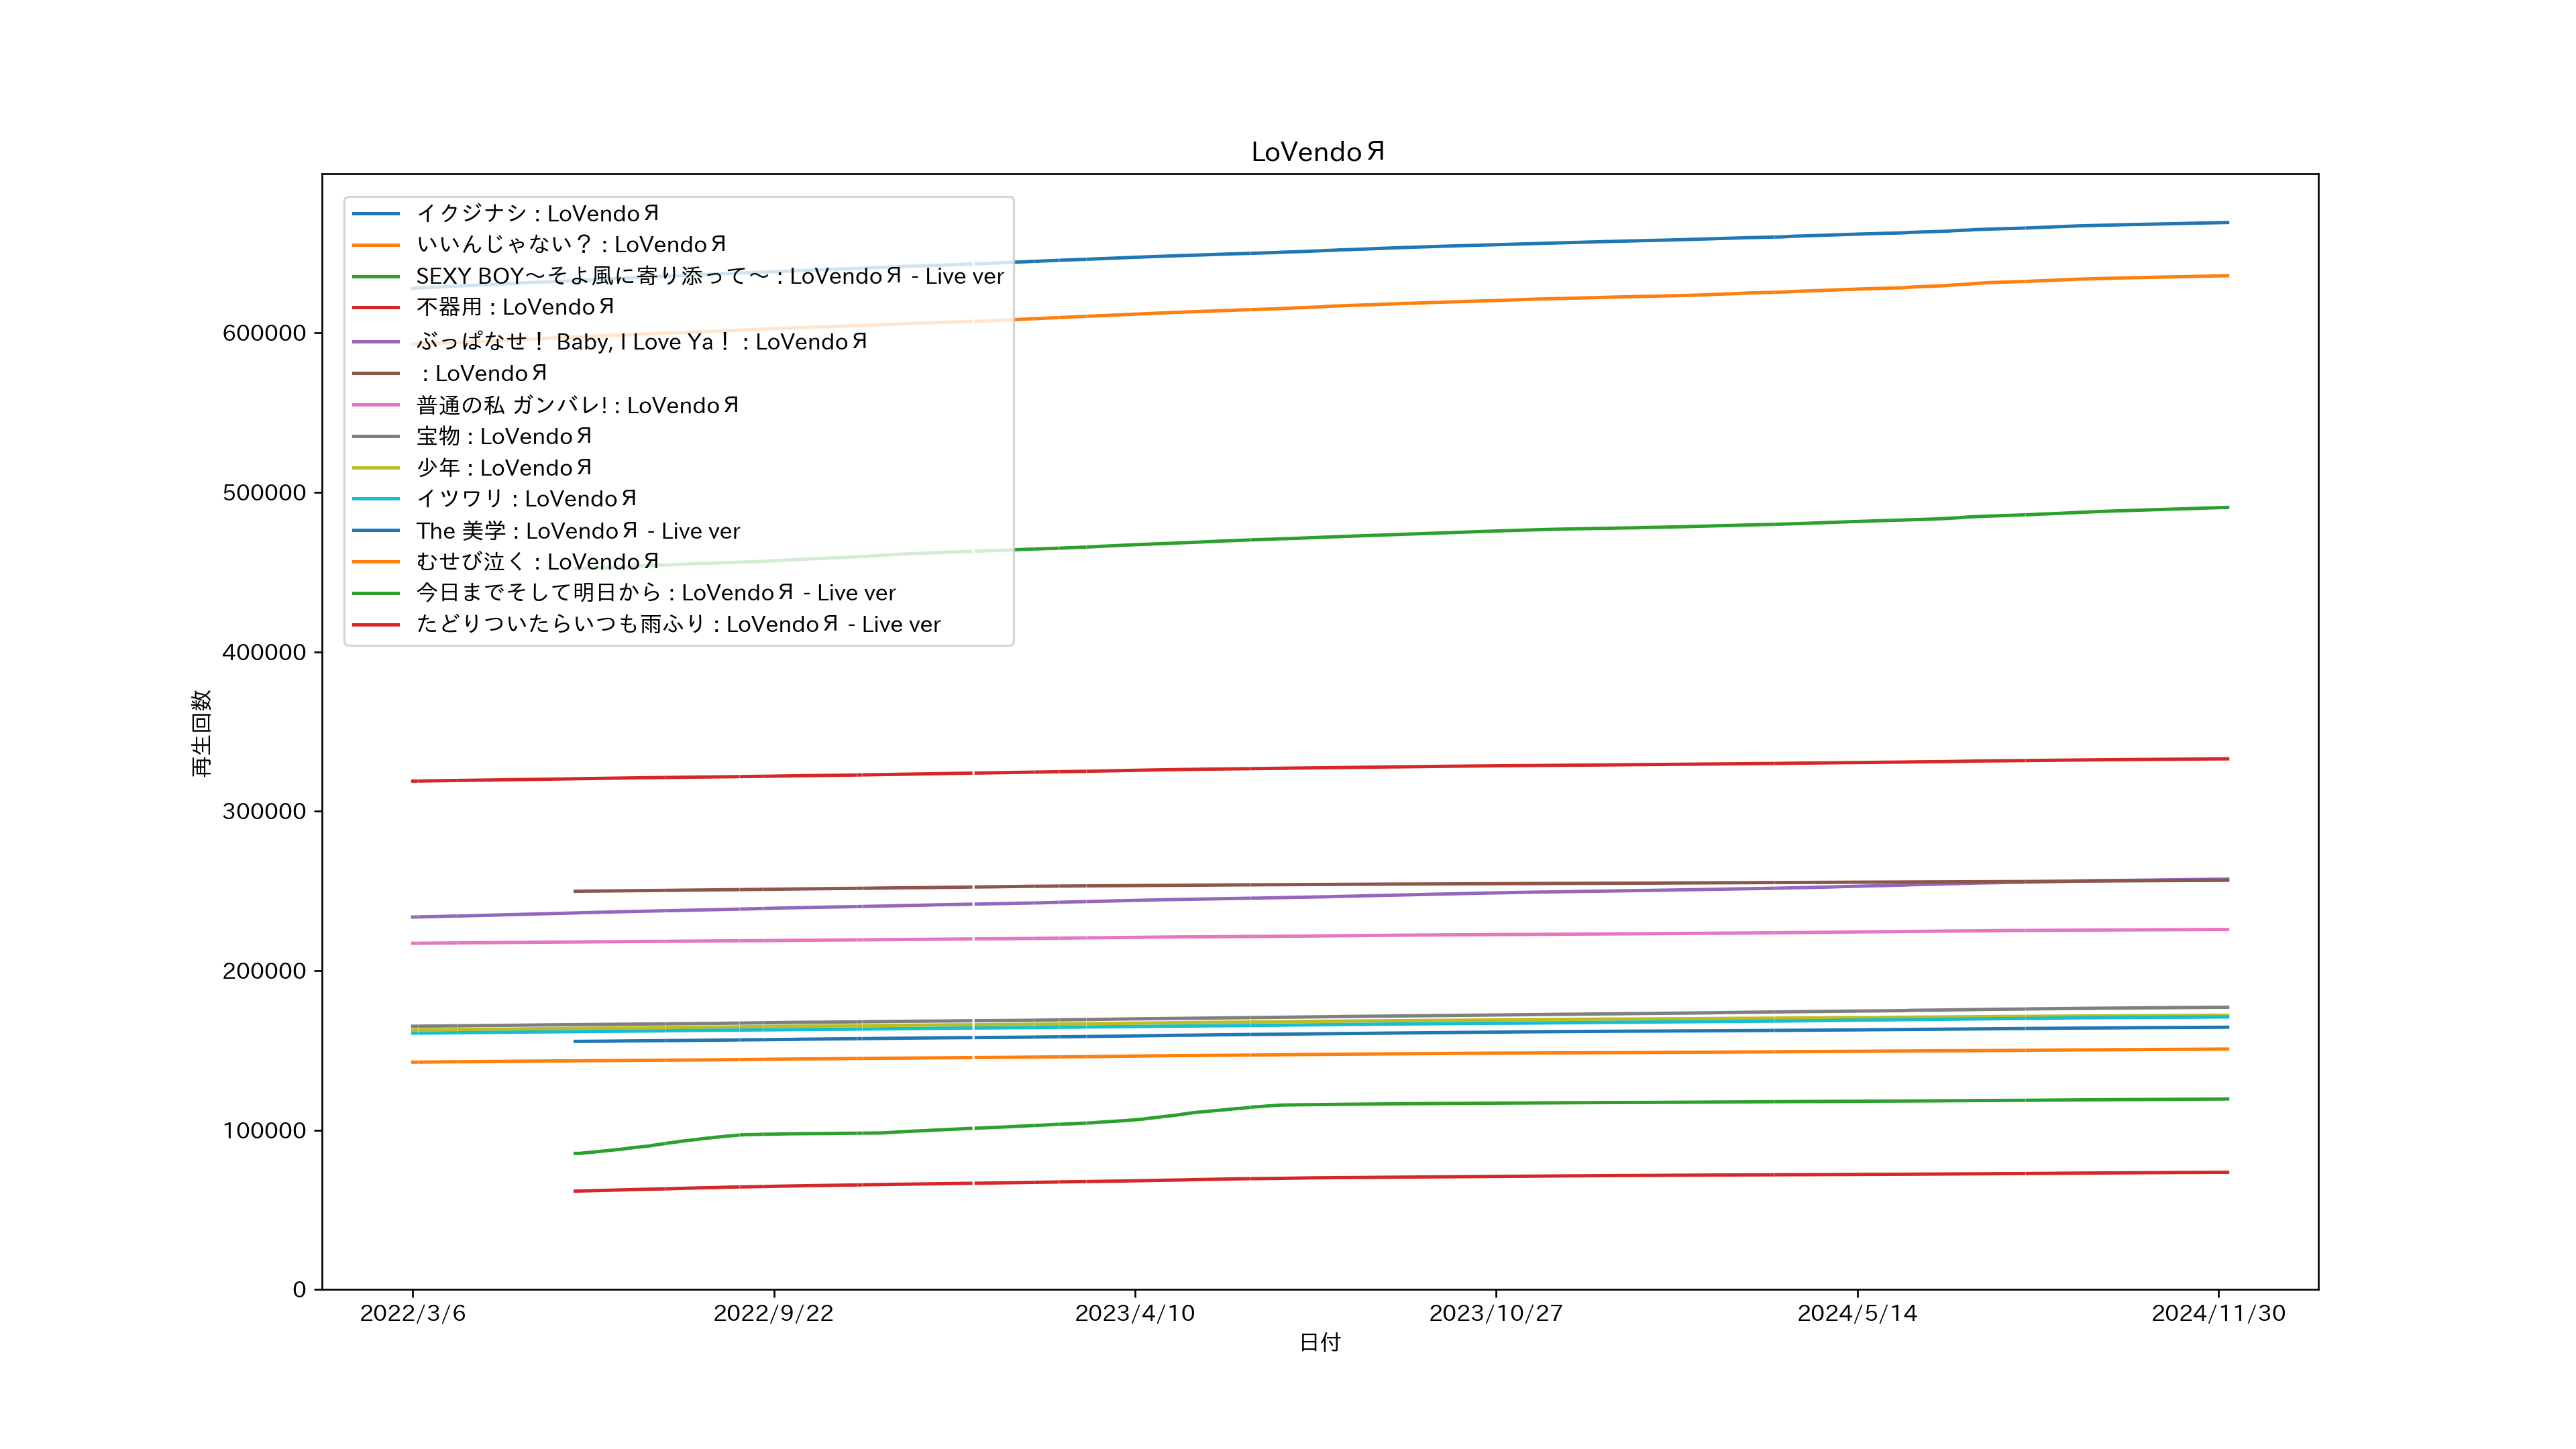 LoVendoЯ
イクジナシ : LoVendoЯ
いいんじゃない？ : LoVendoЯ
SEXY BOY～そよ風に寄り添って～ : LoVendoЯ - Live ver
不器用 : LoVendoЯ
ぶっぱなせ！ Baby, I Love Ya！ : LoVendoЯ
: LoVendoЯ
普通の私 ガンバレ! : LoVendoЯ
宝物 : LoVendoЯ
少年 : LoVendoЯ
イツワリ : LoVendoЯ
The 美学 : LoVendoЯ - Live ver
むせび泣く : LoVendoЯ
今日までそして明日から : LoVendoЯ - Live ver
たどりついたらいつも雨ふり : LoVendoЯ - Live ver
600000
500000
400000
300000
200000
100000
0
再生回数
2022/3/6
2022/9/22
2023/4/10
2023/10/27
2024/5/14
2024/11/30
日付